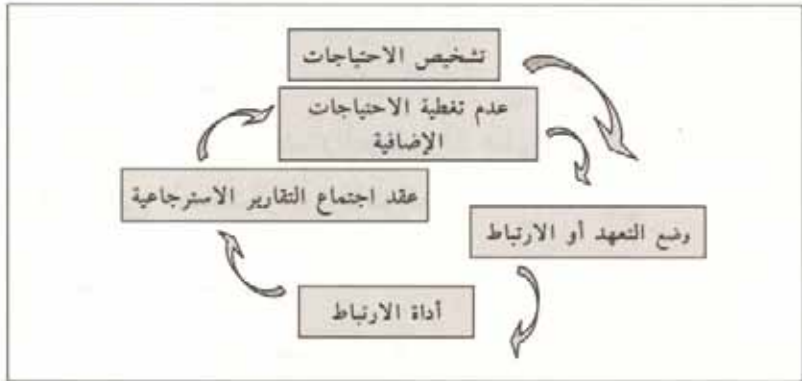 تشخيص الاحتياجات
عدم تغطية الاحتياجات
الإضافية
عقد اجتماع التقارير الاسترجاعية
وضع التعهد أو الارتباط
أداة الارتباط